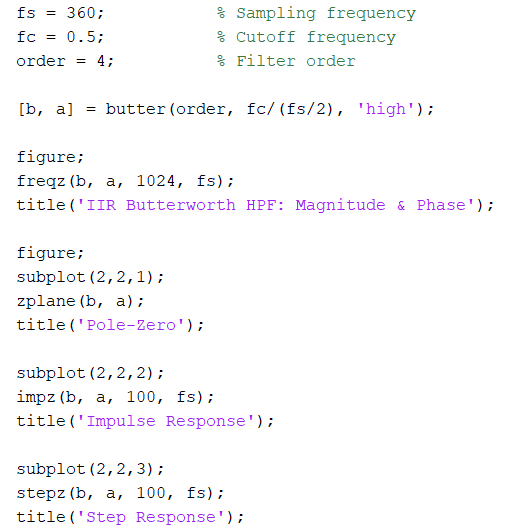 fs = 360;            % Sampling frequency
fc = 0.5;            % Cutoff frequency
order = 4;           % Filter order
[b, a] = butter(order, fc/(fs/2), 'high');
figure;
freqz(b, a, 1024, fs);
title('IIR Butterworth HPF: Magnitude & Phase');
figure;
subplot(2,2,1);
zplane(b, a);
title('Pole-Zero');
subplot(2,2,2);
impz(b, a, 100, fs);
title('Impulse Response');
subplot(2,2,3);
stepz(b, a, 100, fs);
title('Step Response');